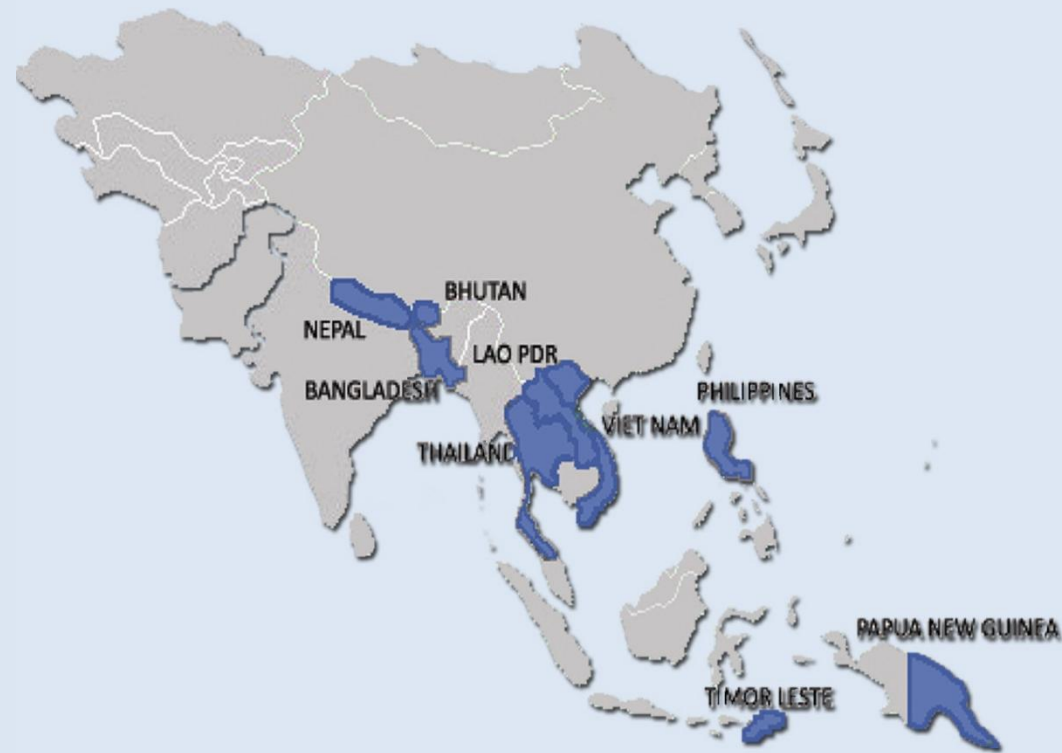 BHUTAN
NEPAL
LAO PDR
BANGLADESH
PHILIPPINES
VIET NAM
THAILAND
PAPUA NEW GUINEA
TIMOR LESTE